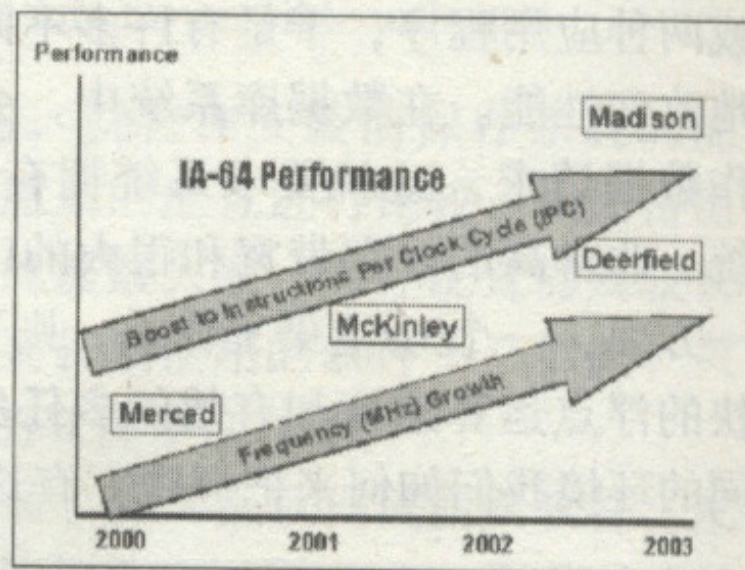 Performance
Madison
IA-64 Performance
Boost to Instructions Per Clock Cycle (IPC)
Deerfield
McKinley
Merced
Frequency (MHz) Growth
2000 2001 2002 2003